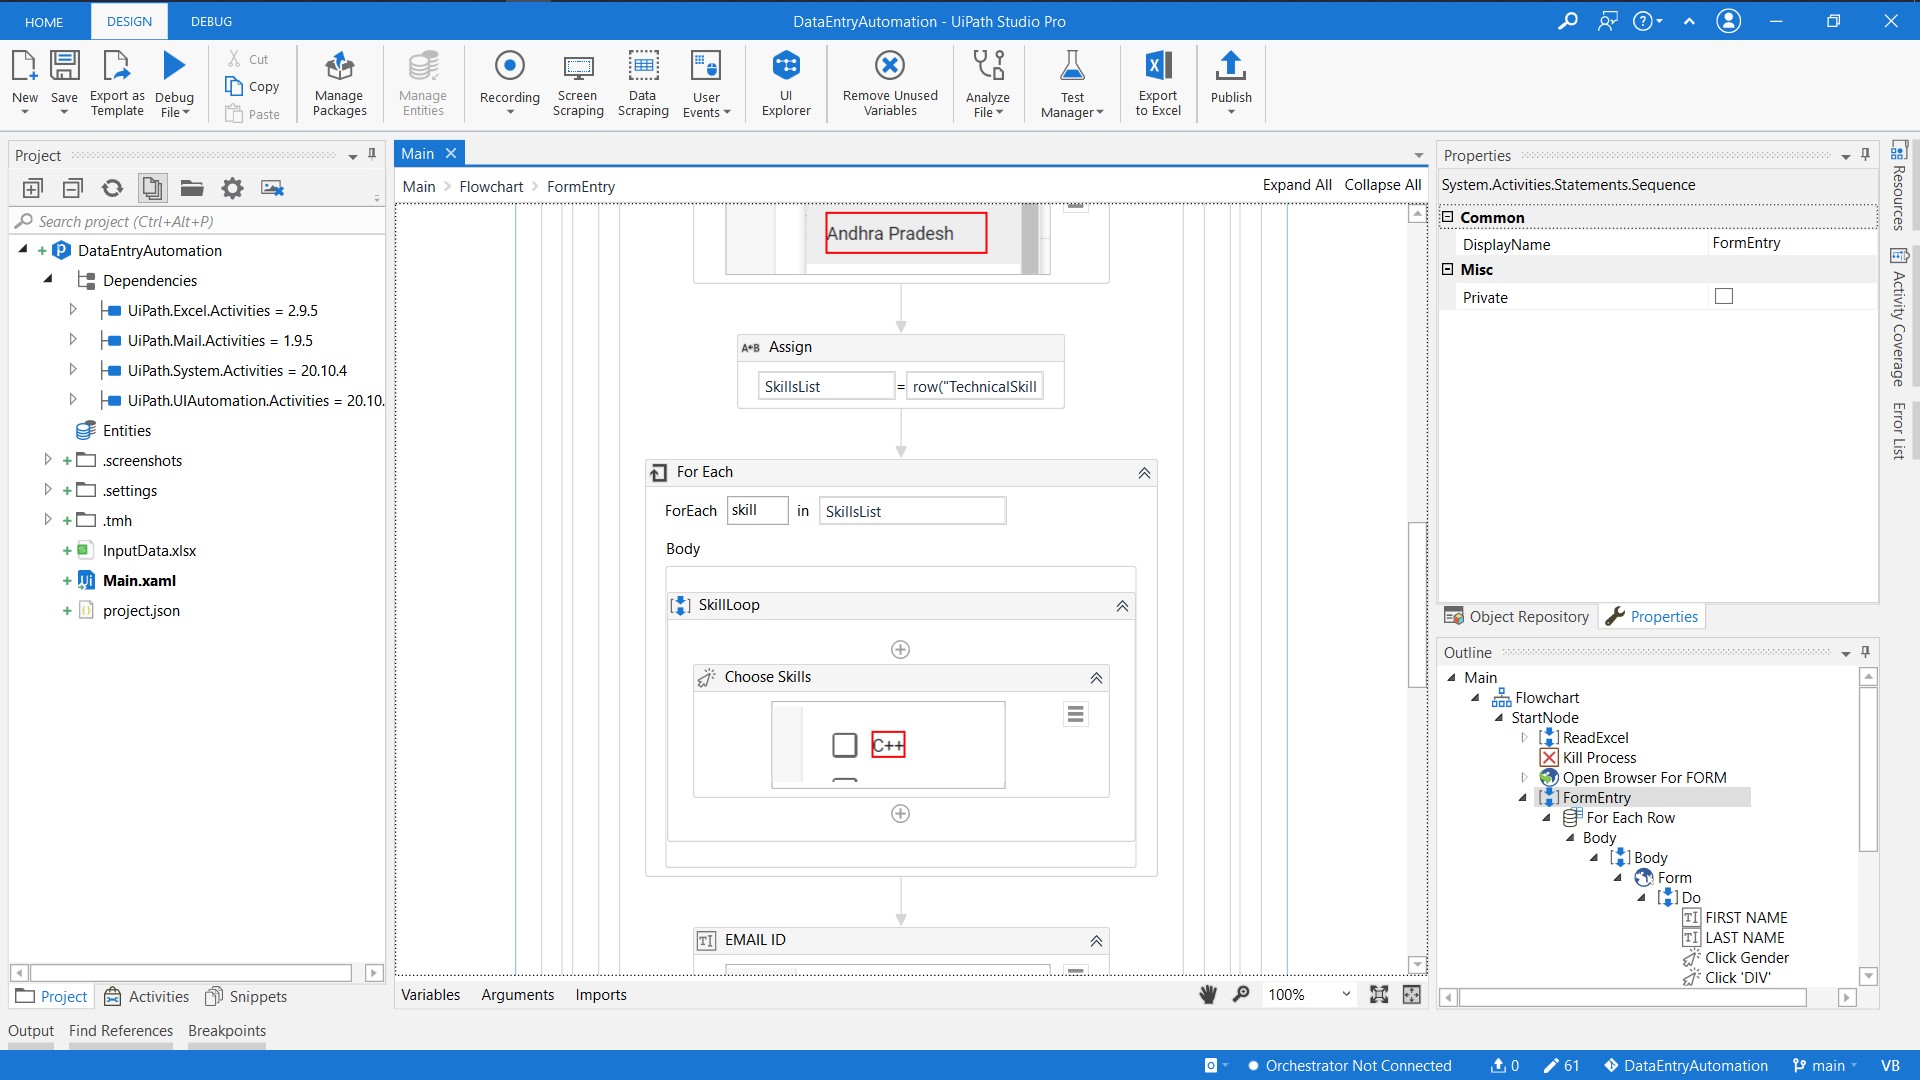 HOME DESIGN DEBUG DataEntryAutomation - UiPath Studio Pro
New Save Export as Template Debug File Cut Copy Paste Manage Packages Manage Entities Recording Screen Scraping Data Scraping User Events UI Explorer Remove Unused Variables Analyze File Test Manager Export to Excel Publish
Project
Search project (Ctrl+Alt+P)
DataEntryAutomation
Dependencies
UiPath.Excel.Activities = 2.9.5
UiPath.Mail.Activities = 1.9.5
UiPath.System.Activities = 20.10.4
UiPath.UIAutomation.Activities = 20.10.
Entities
.screenshots
.settings
.tmh
InputData.xlsx
Main.xaml
project.json
Project Activities Snippets
Main
Main > Flowchart > FormEntry Expand All Collapse All
Andhra Pradesh
A←B Assign
SkillsList = row("TechnicalSkill
For Each
ForEach skill in SkillsList
Body
SkillLoop
Choose Skills
C++
EMAIL ID
Variables Arguments Imports 100%
Properties
System.Activities.Statements.Sequence
Common
DisplayName FormEntry
Misc
Private
Object Repository Properties
Outline
Main
Flowchart
StartNode
ReadExcel
Kill Process
Open Browser For FORM
FormEntry
For Each Row
Body
Body
Form
Do
FIRST NAME
LAST NAME
Click Gender
Click 'DIV'
Resources
Activity Coverage
Error List
Output Find References Breakpoints
Orchestrator Not Connected 0 61 DataEntryAutomation main VB